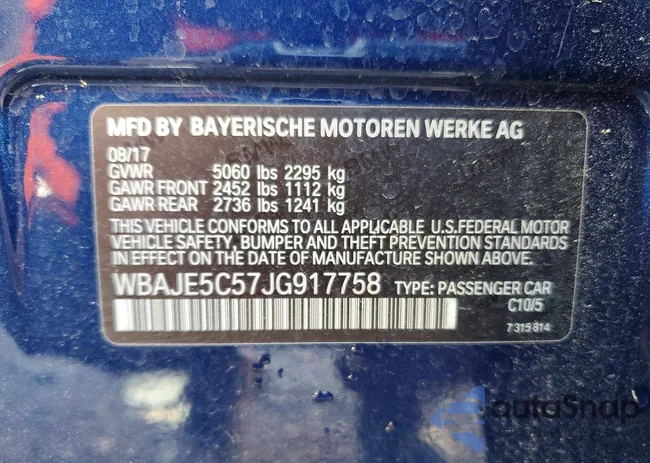 MFD BY BAYERISCHE MOTOREN WERKE AG
08/17
GVWR 5060 lbs 2295 kg
GAWR FRONT 2452 lbs 1112 kg
GAWR REAR 2736 lbs 1241 kg
THIS VEHICLE CONFORMS TO ALL APPLICABLE U.S.FEDERAL MOTOR
VEHICLE SAFETY, BUMPER AND THEFT PREVENTION STANDARDS
IN EFFECT ON THE DATE OF MANUFACTURE SHOWN ABOVE.
WBAJE5C57JG917758 TYPE: PASSENGER CAR
C10/5
7 315 814
autoSnap